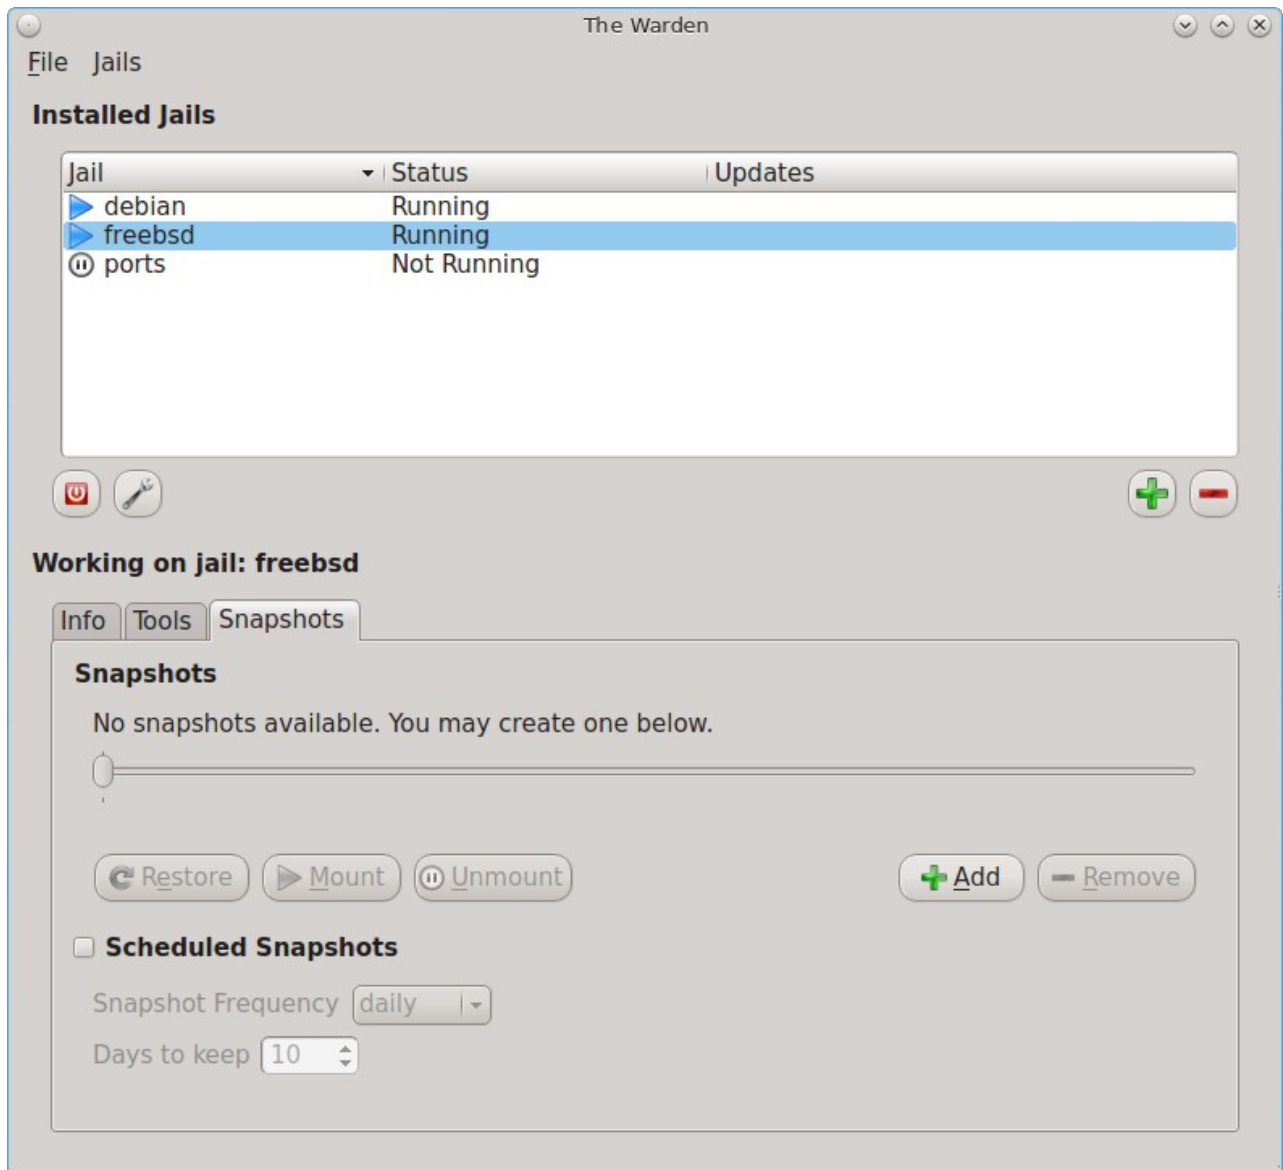 The Warden
File Jails
Installed Jails
Jail Status Updates
debian Running
freebsd Running
ports Not Running
Working on jail: freebsd
Info Tools Snapshots
Snapshots
No snapshots available. You may create one below.
Restore Mount Unmount Add Remove
Scheduled Snapshots
Snapshot Frequency daily
Days to keep 10